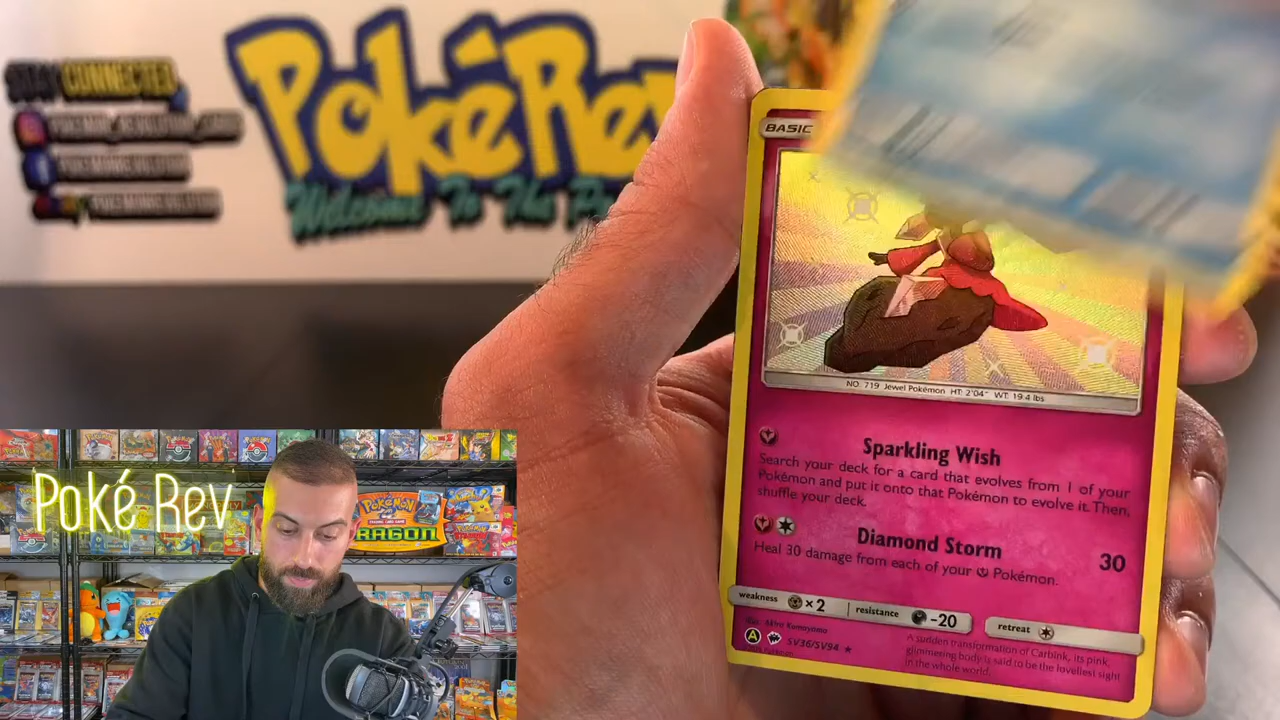 STAY CONNECTED
PokéRev
Welcome To The
BASIC
NO. 719 Jewel Pokémon HT: 2'04" WT: 19.4 lbs
Sparkling Wish
Search your deck for a card that evolves from 1 of your
Pokémon and put it onto that Pokémon to evolve it. Then,
shuffle your deck.
Diamond Storm 30
Heal 30 damage from each of your Pokémon.
weakness ×2 resistance -20 retreat
A SV36/SV94 ★
A sudden transformation of Carbink, its pink,
glimmering body is said to be the loveliest sight
in the whole world.
Poké Rev
POKÉMON
DRAGON